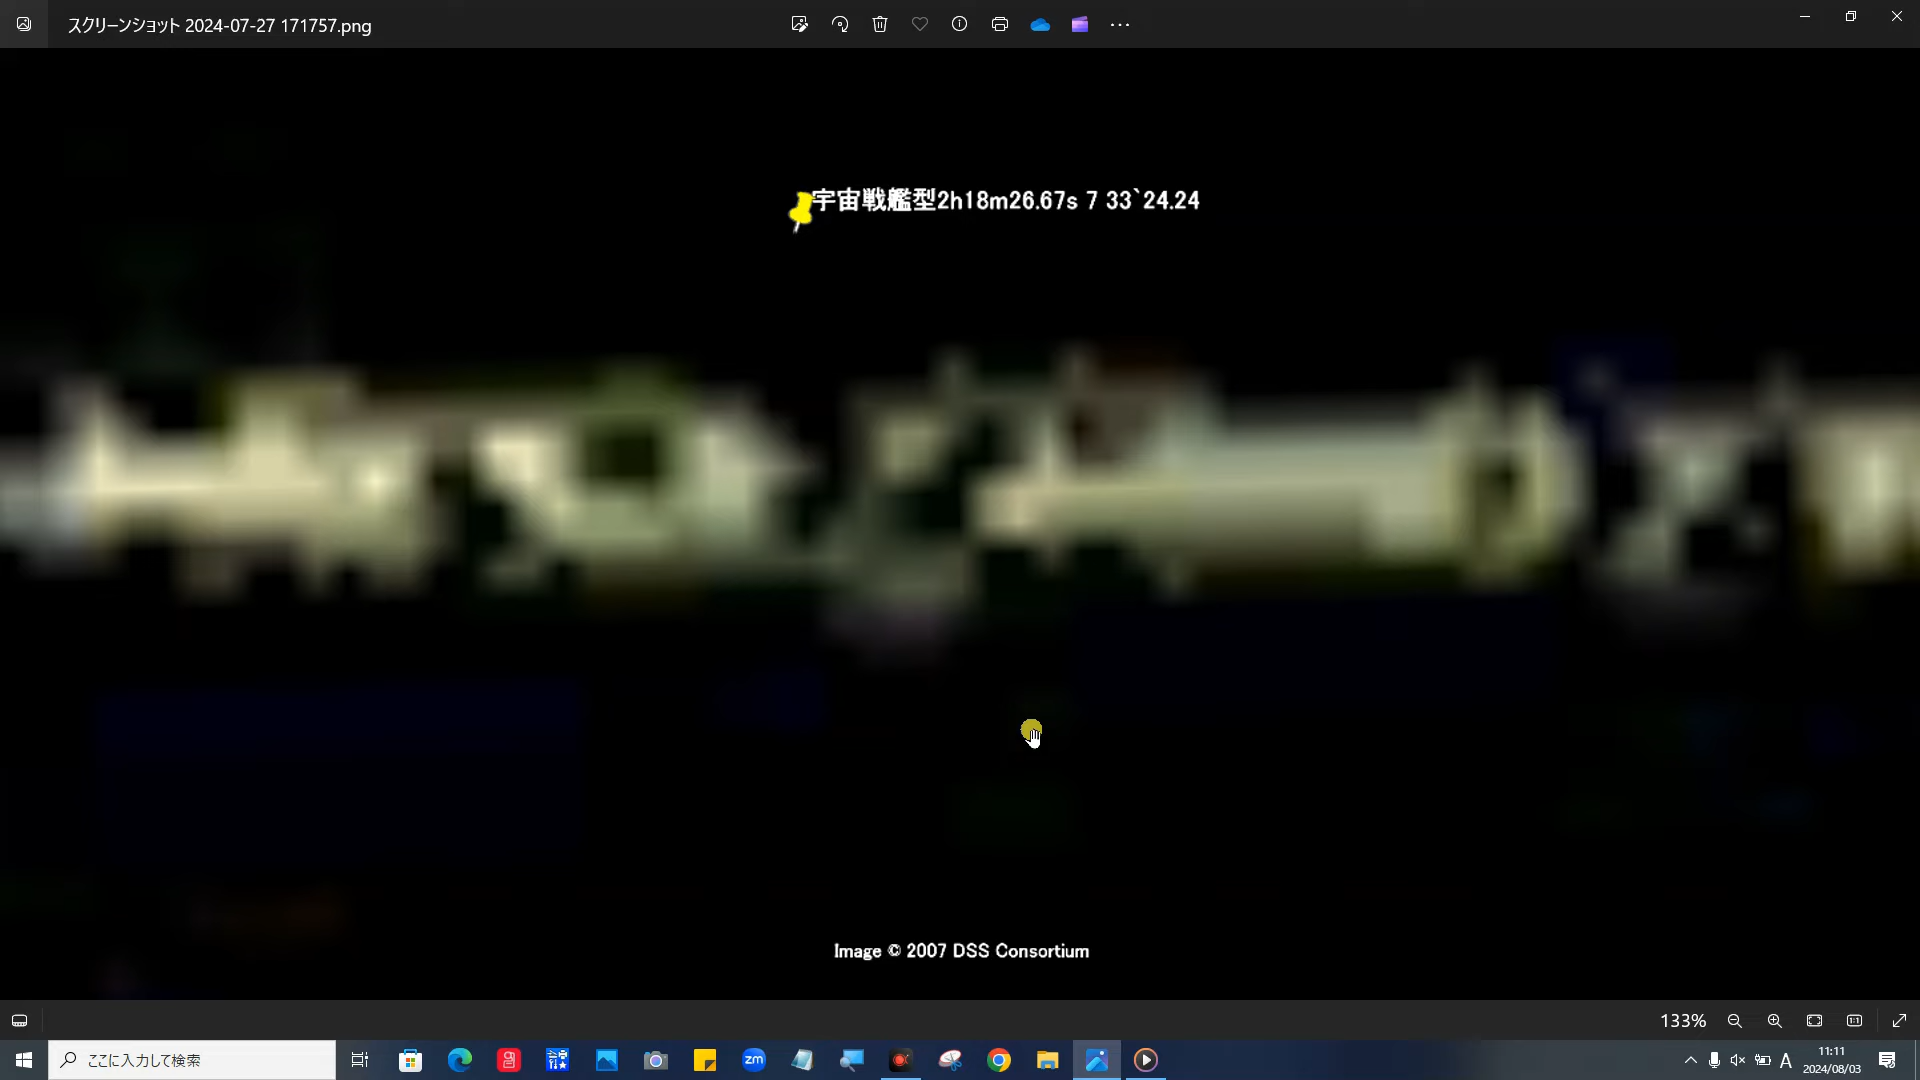 スクリーンショット 2024-07-27 171757.png
宇宙戦艦型2h18m26.67s 7 33`24.24
Image © 2007 DSS Consortium
133%
ここに入力して検索
zm
A
11:11
2024/08/03